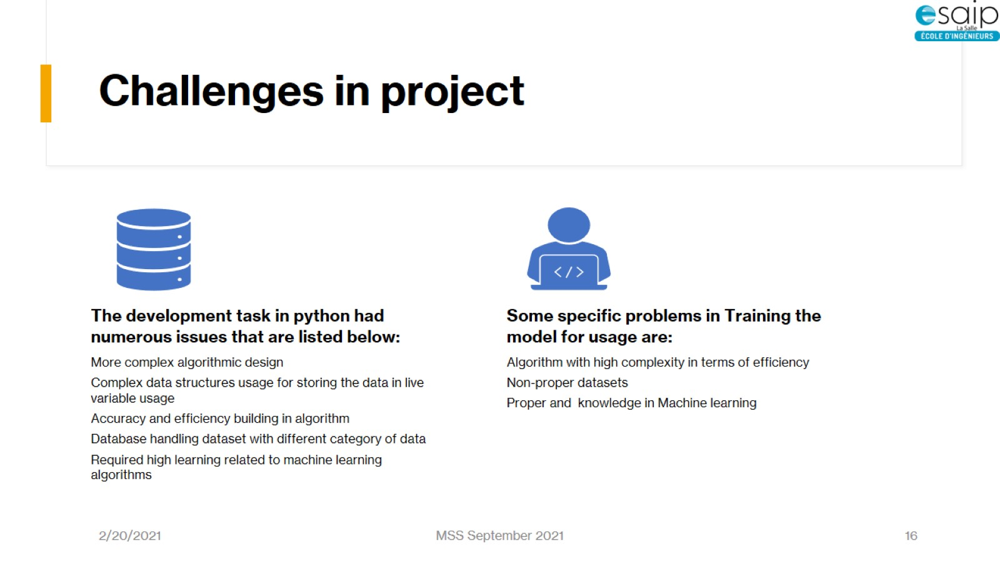 esaip
La Salle
ÉCOLE D'INGÉNIEURS
Challenges in project
</>
The development task in python had
numerous issues that are listed below:
More complex algorithmic design
Complex data structures usage for storing the data in live
variable usage
Accuracy and efficiency building in algorithm
Database handling dataset with different category of data
Required high learning related to machine learning
algorithms
Some specific problems in Training the
model for usage are:
Algorithm with high complexity in terms of efficiency
Non-proper datasets
Proper and  knowledge in Machine learning
2/20/2021
MSS September 2021
16